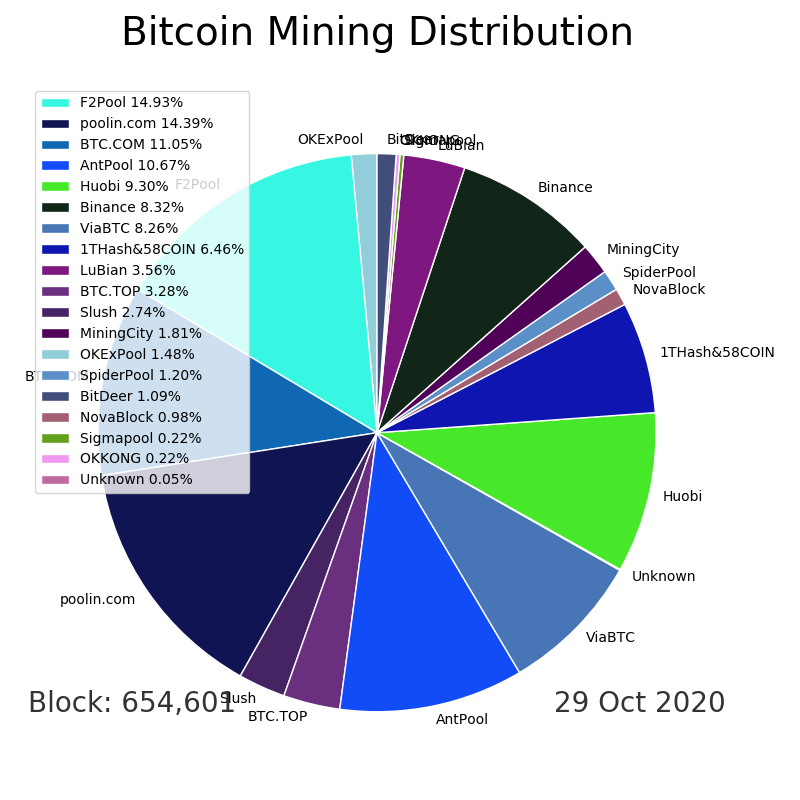 Bitcoin Mining Distribution
F2Pool 14.93%
poolin.com 14.39%
BTC.COM 11.05%
AntPool 10.67%
Huobi 9.30%
Binance 8.32%
ViaBTC 8.26%
1THash&58COIN 6.46%
LuBian 3.56%
BTC.TOP 3.28%
Slush 2.74%
MiningCity 1.81%
OKExPool 1.48%
SpiderPool 1.20%
BitDeer 1.09%
NovaBlock 0.98%
Sigmapool 0.22%
OKKONG 0.22%
Unknown 0.05%
OKExPool
LuBian
F2Pool
Binance
MiningCity
SpiderPool
NovaBlock
1THash&58COIN
Huobi
Unknown
poolin.com
ViaBTC
Slush
BTC.TOP
AntPool
Block: 654,601
29 Oct 2020